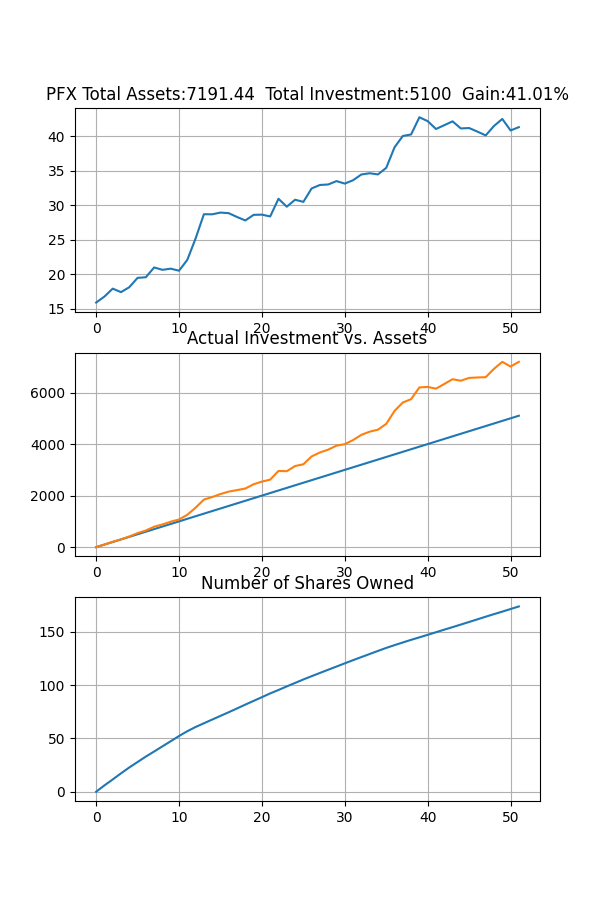 PFX Total Assets:7191.44  Total Investment:5100  Gain:41.01%
40
35
30
25
20
15
0 10 20 30 40 50
Actual Investment vs. Assets
6000
4000
2000
0
0 10 20 30 40 50
Number of Shares Owned
150
100
50
0
0 10 20 30 40 50